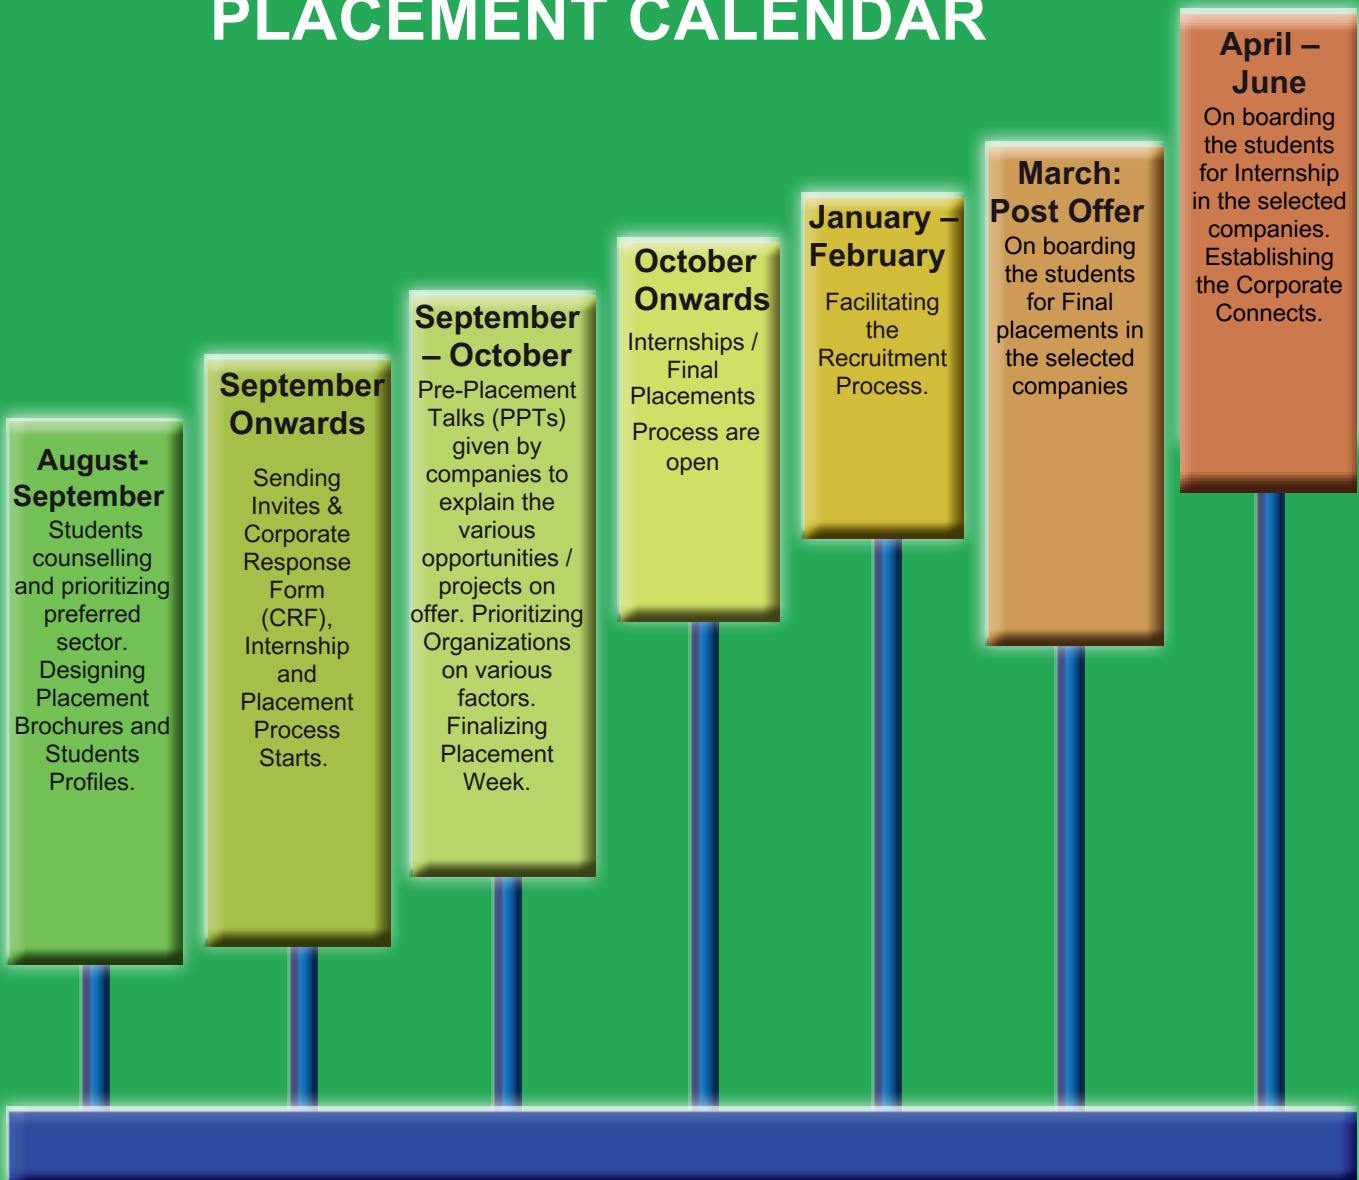 PLACEMENT CALENDAR
August-
September
Students
counselling
and prioritizing
preferred
sector.
Designing
Placement
Brochures and
Students
Profiles.
September
Onwards
Sending
Invites &
Corporate
Response
Form
(CRF),
Internship
and
Placement
Process
Starts.
September
– October
Pre-Placement
Talks (PPTs)
given by
companies to
explain the
various
opportunities /
projects on
offer. Prioritizing
Organizations
on various
factors.
Finalizing
Placement
Week.
October
Onwards
Internships /
Final
Placements
Process are
open
January –
February
Facilitating
the
Recruitment
Process.
March:
Post Offer
On boarding
the students
for Final
placements in
the selected
companies
April –
June
On boarding
the students
for Internship
in the selected
companies.
Establishing
the Corporate
Connects.